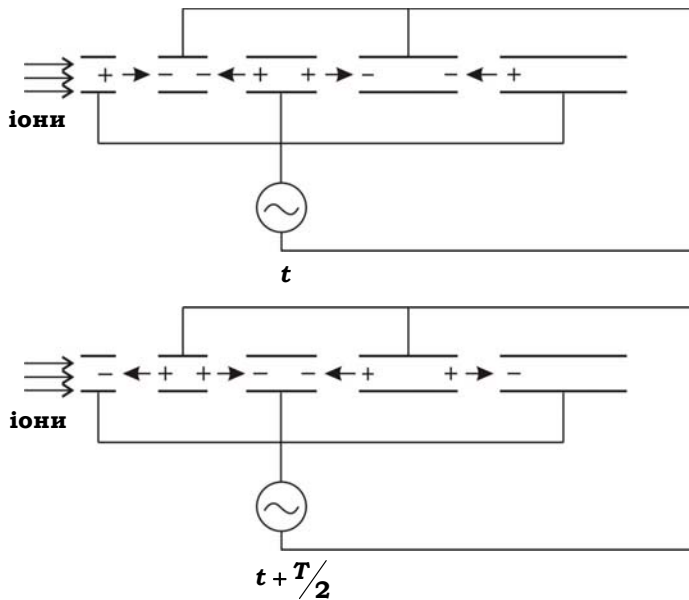 + - - + + - - +
іони
t
- + + - - + + -
іони
t + T/2